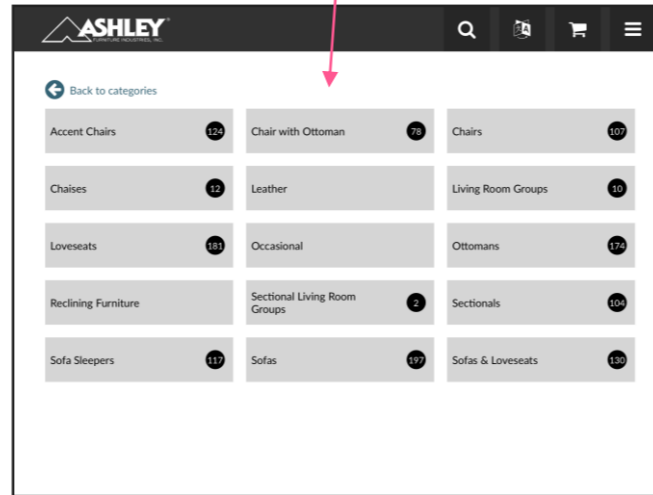 ASHLEY
FURNITURE INDUSTRIES, INC.
Back to categories
Accent Chairs 124
Chair with Ottoman 78
Chairs 107
Chaises 12
Leather
Living Room Groups 10
Loveseats 181
Occasional
Ottomans 174
Reclining Furniture
Sectional Living Room
Groups 2
Sectionals 104
Sofa Sleepers 117
Sofas 197
Sofas & Loveseats 130